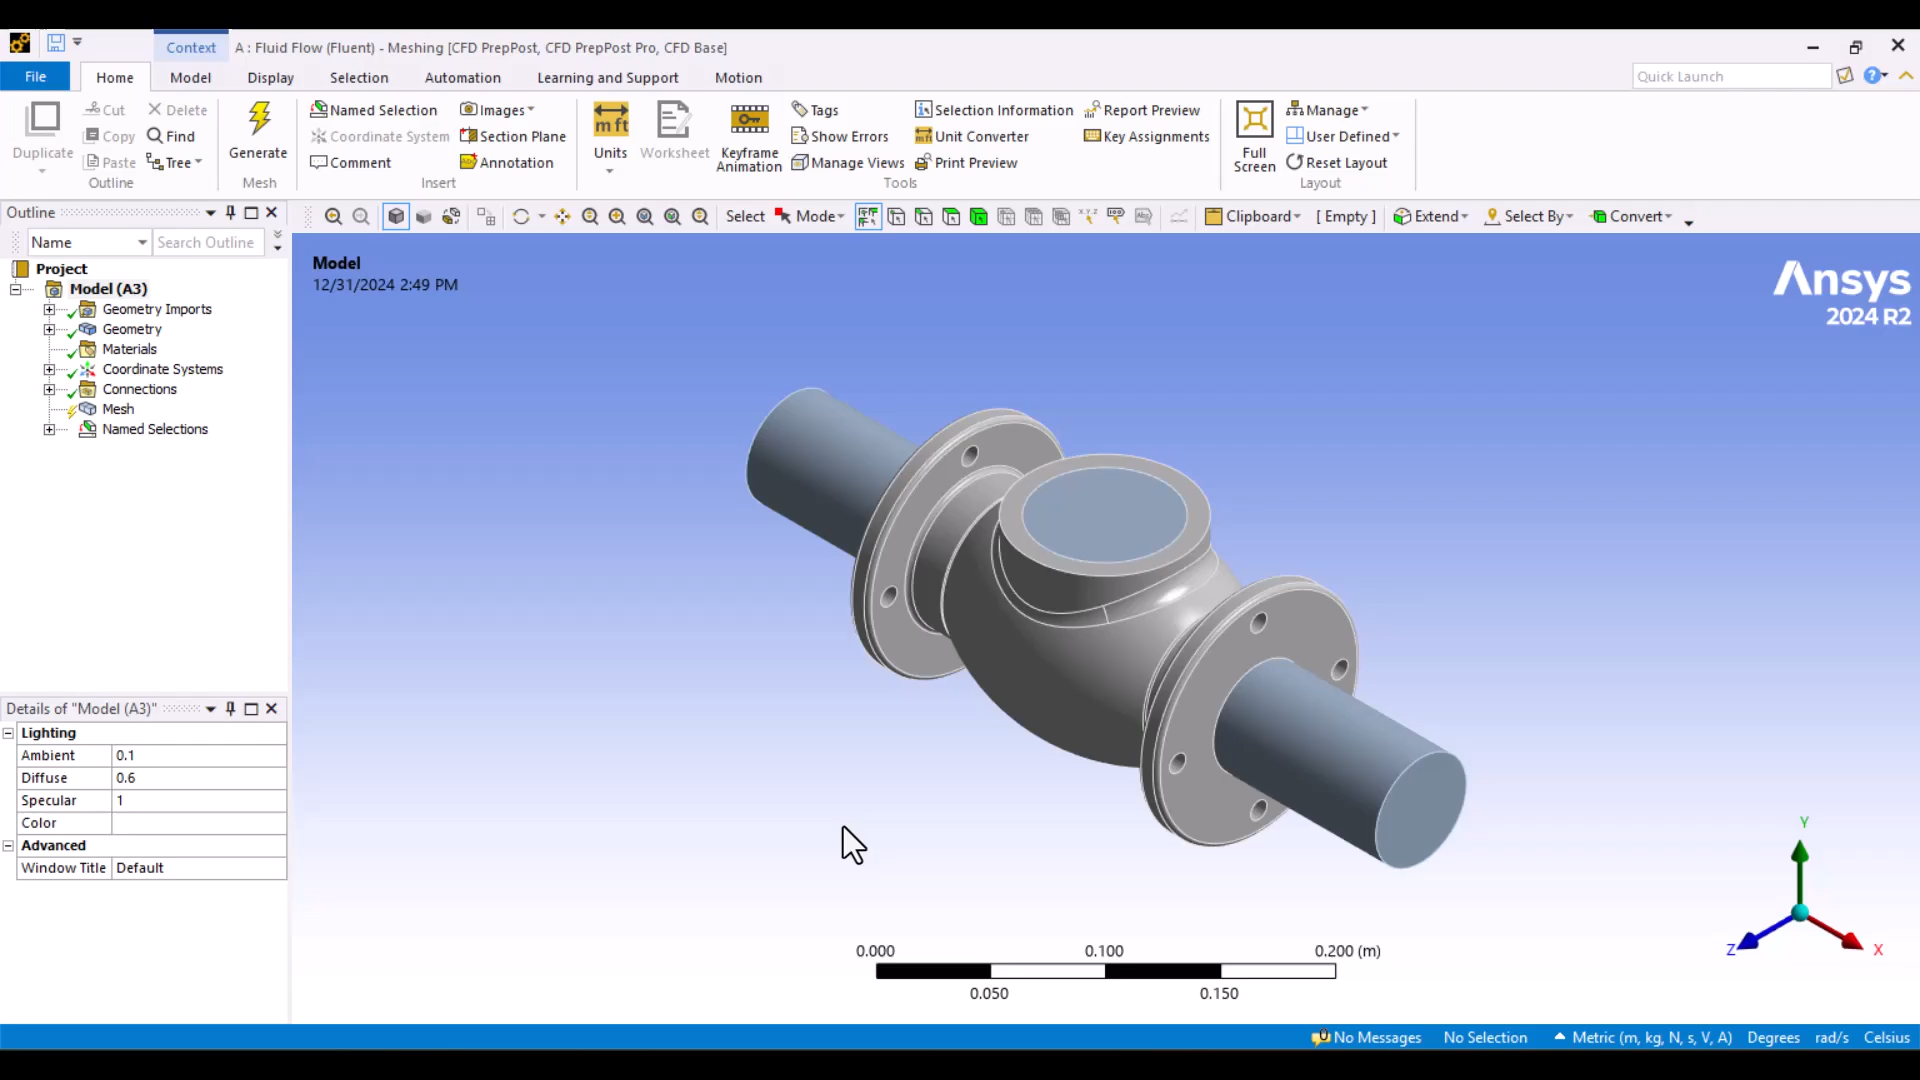 Context
A : Fluid Flow (Fluent) - Meshing [CFD PrepPost, CFD PrepPost Pro, CFD Base]
File Home Model Display Selection Automation Learning and Support Motion
Quick Launch
Duplicate
Cut
Copy
Paste
Delete
Find
Tree
Outline
Generate
Mesh
Named Selection
Coordinate System
Comment
Images
Section Plane
Annotation
Insert
m ft
Units
Worksheet
Keyframe
Animation
Tags
Show Errors
Manage Views
Selection Information
Unit Converter
Print Preview
Report Preview
Key Assignments
Tools
Full
Screen
Manage
User Defined
Reset Layout
Layout
Outline
Name Search Outline
Select Mode Clipboard [ Empty ] Extend Select By Convert
Project
Model (A3)
Geometry Imports
Geometry
Materials
Coordinate Systems
Connections
Mesh
Named Selections
Model
12/31/2024 2:49 PM
Ansys
2024 R2
Details of "Model (A3)"
Lighting
Ambient 0.1
Diffuse 0.6
Specular 1
Color
Advanced
Window Title Default
0.000 0.100 0.200 (m)
0.050 0.150
Y
Z
X
No Messages No Selection Metric (m, kg, N, s, V, A) Degrees rad/s Celsius